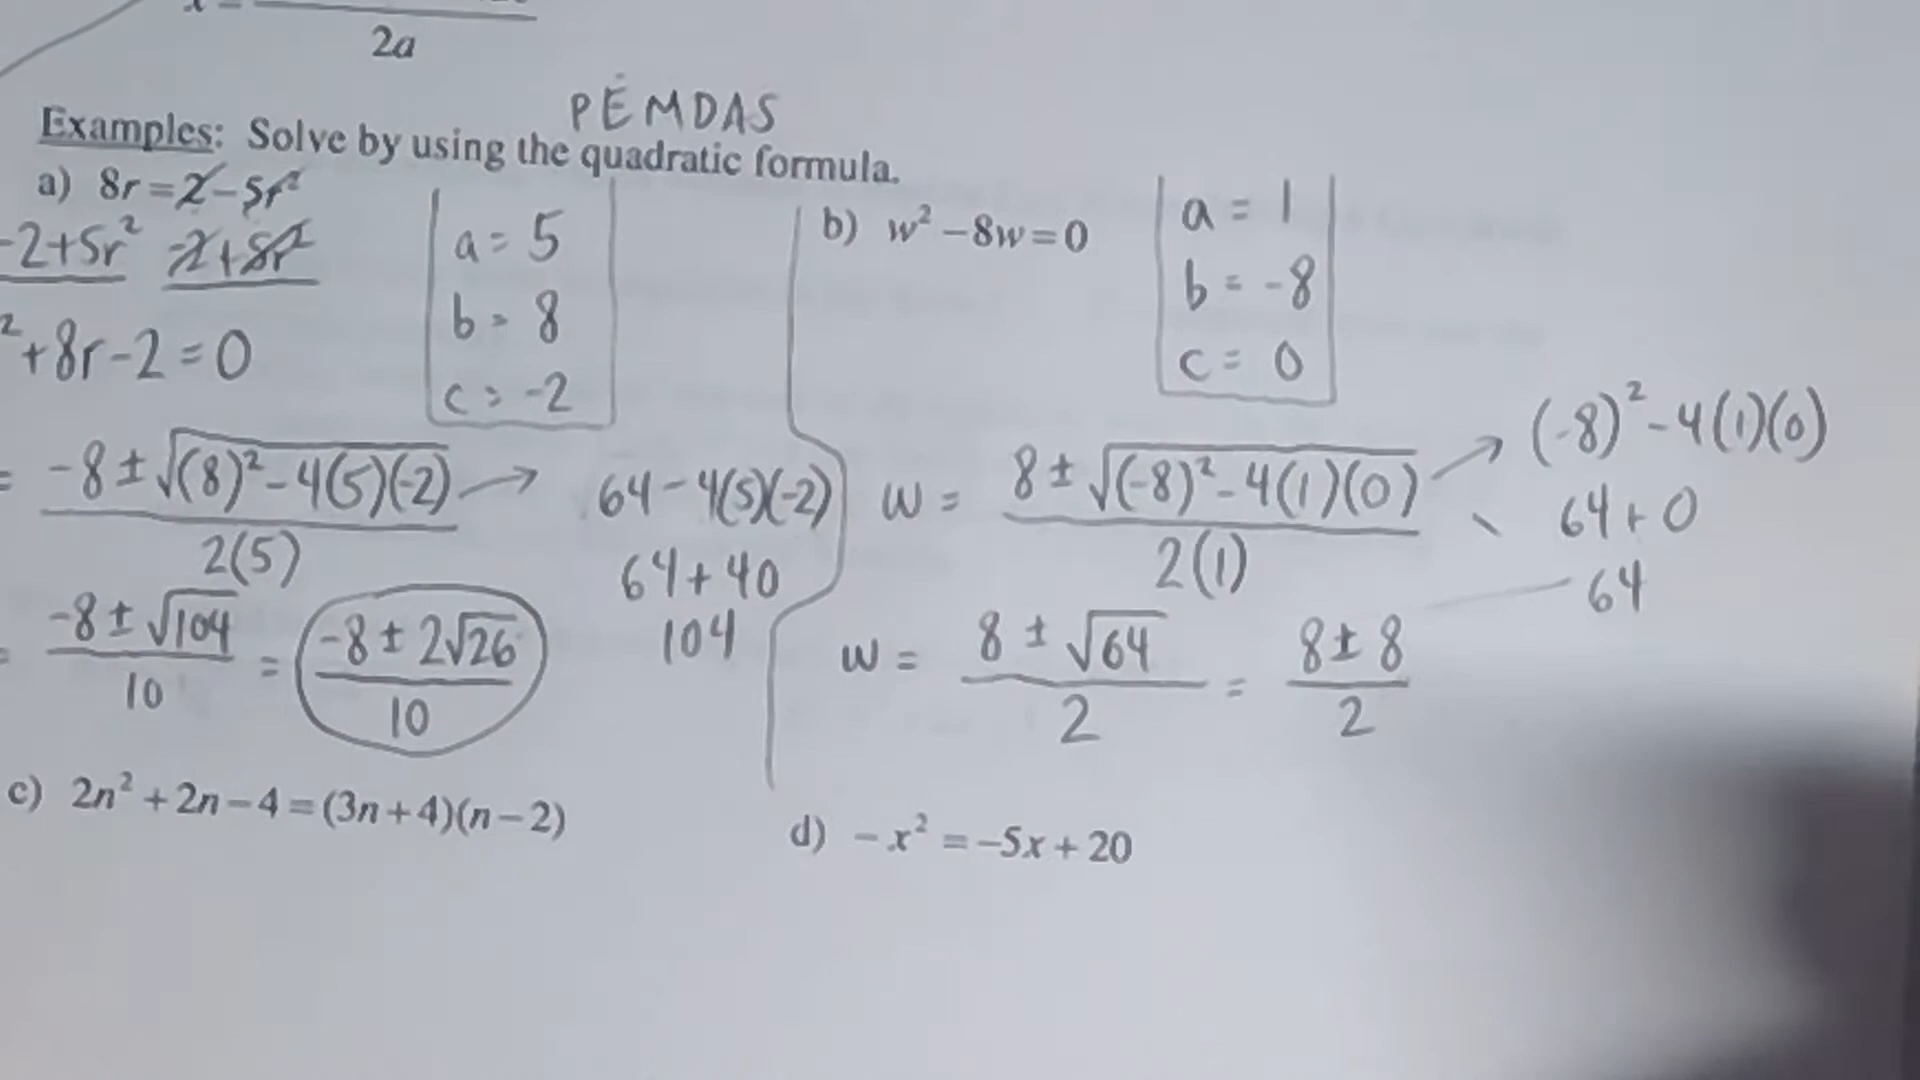 2a
PEMDAS
Examples: Solve by using the quadratic formula.
a) 8r = 2 - 5r²
-2+5r² -2+5r²
a = 5
b = 8
c = -2
² +8r-2 = 0
= -8 ± √(8)² - 4(5)(-2)
2(5)
64 - 4(5)(-2)
64 + 40
104
= -8 ± √104
10
= -8 ± 2√26
10
b) w² - 8w = 0
a = 1
b = -8
c = 0
w = 8 ± √(-8)² - 4(1)(0)
2(1)
(-8)² - 4(1)(0)
64 + 0
64
w = 8 ± √64
2
= 8 ± 8
2
c) 2n² + 2n - 4 = (3n + 4)(n - 2)
d) - x² = -5x + 20